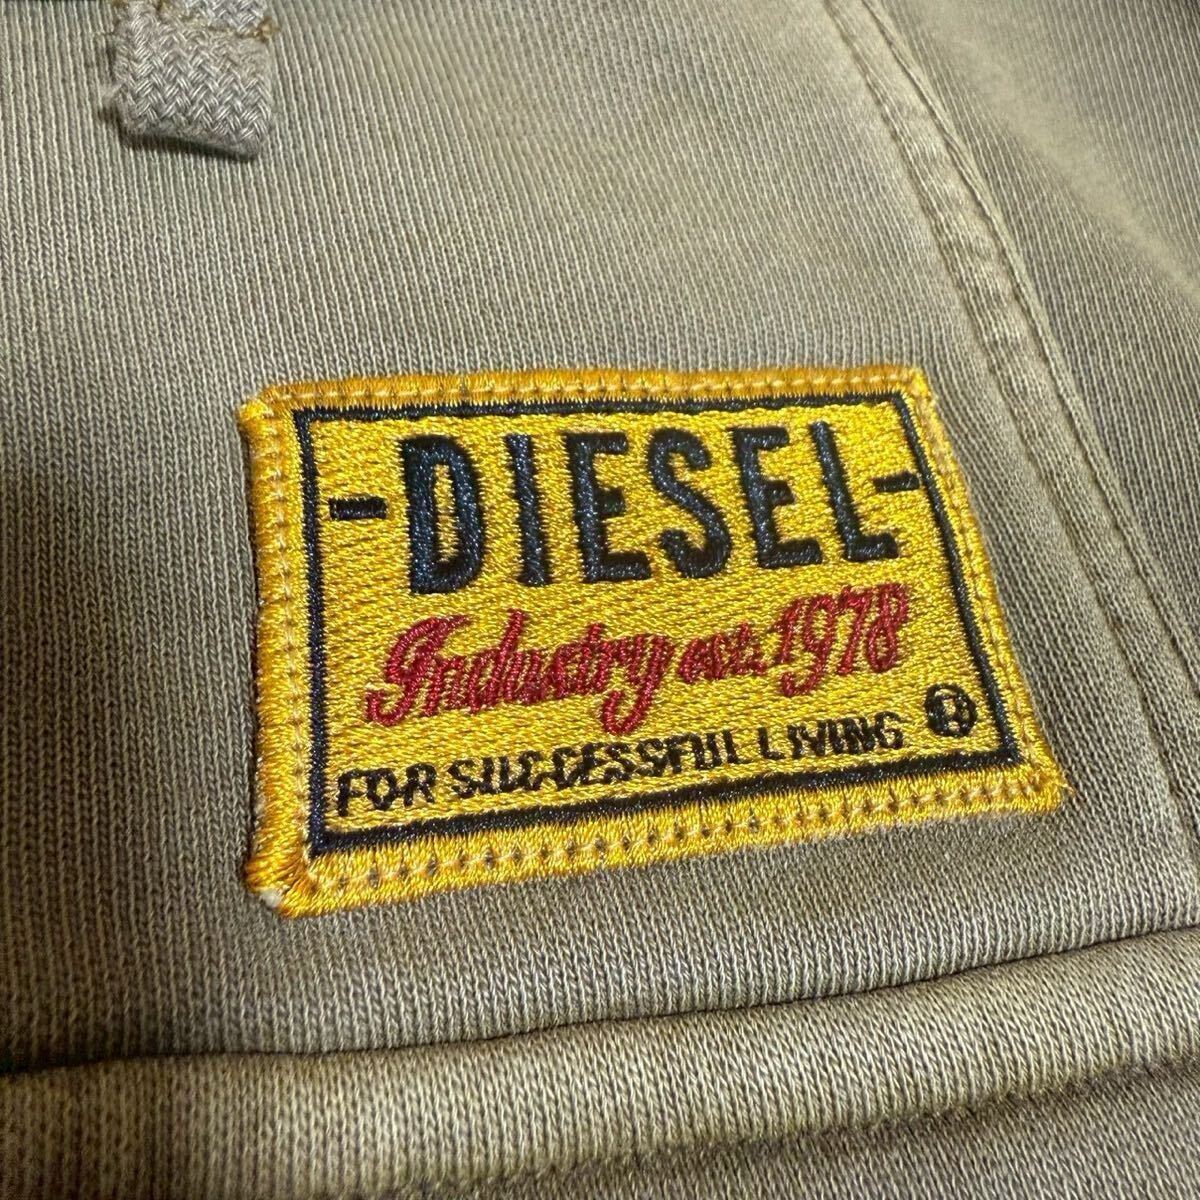 -DIESEL-
Industry est. 1978
FOR SUCCESSFUL LIVING ®